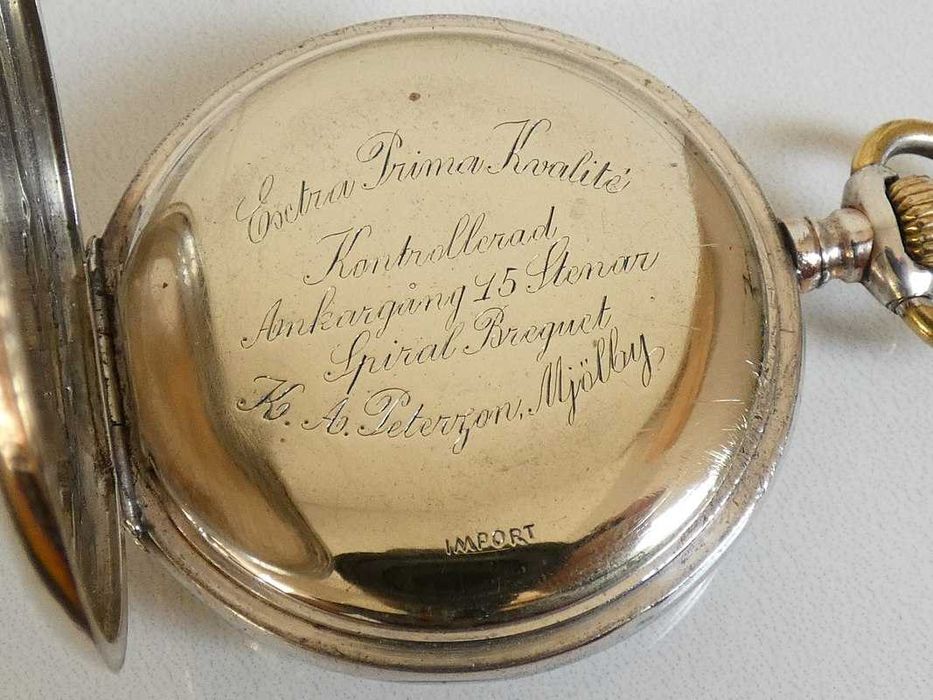 Extra Prima Kvalité
Kontrollerad
Ankargång 15 Stenar
Spiral Breguet
K. A. Peterzon, Mjölby
IMPORT